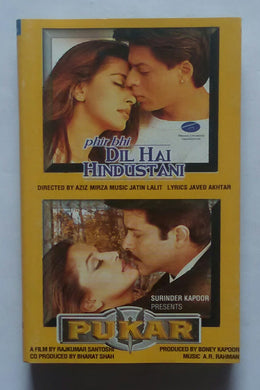 phir bhi
DIL HAI
HINDUSTANI
DIRECTED BY AZIZ MIRZA MUSIC JATIN LALIT LYRICS JAVED AKHTAR
SURINDER KAPOOR
PRESENTS
PUKAR
A FILM BY RAJKUMAR SANTOSHI PRODUCED BY BONEY KAPOOR
CO PRODUCED BY BHARAT SHAH MUSIC A.R. RAHMAN